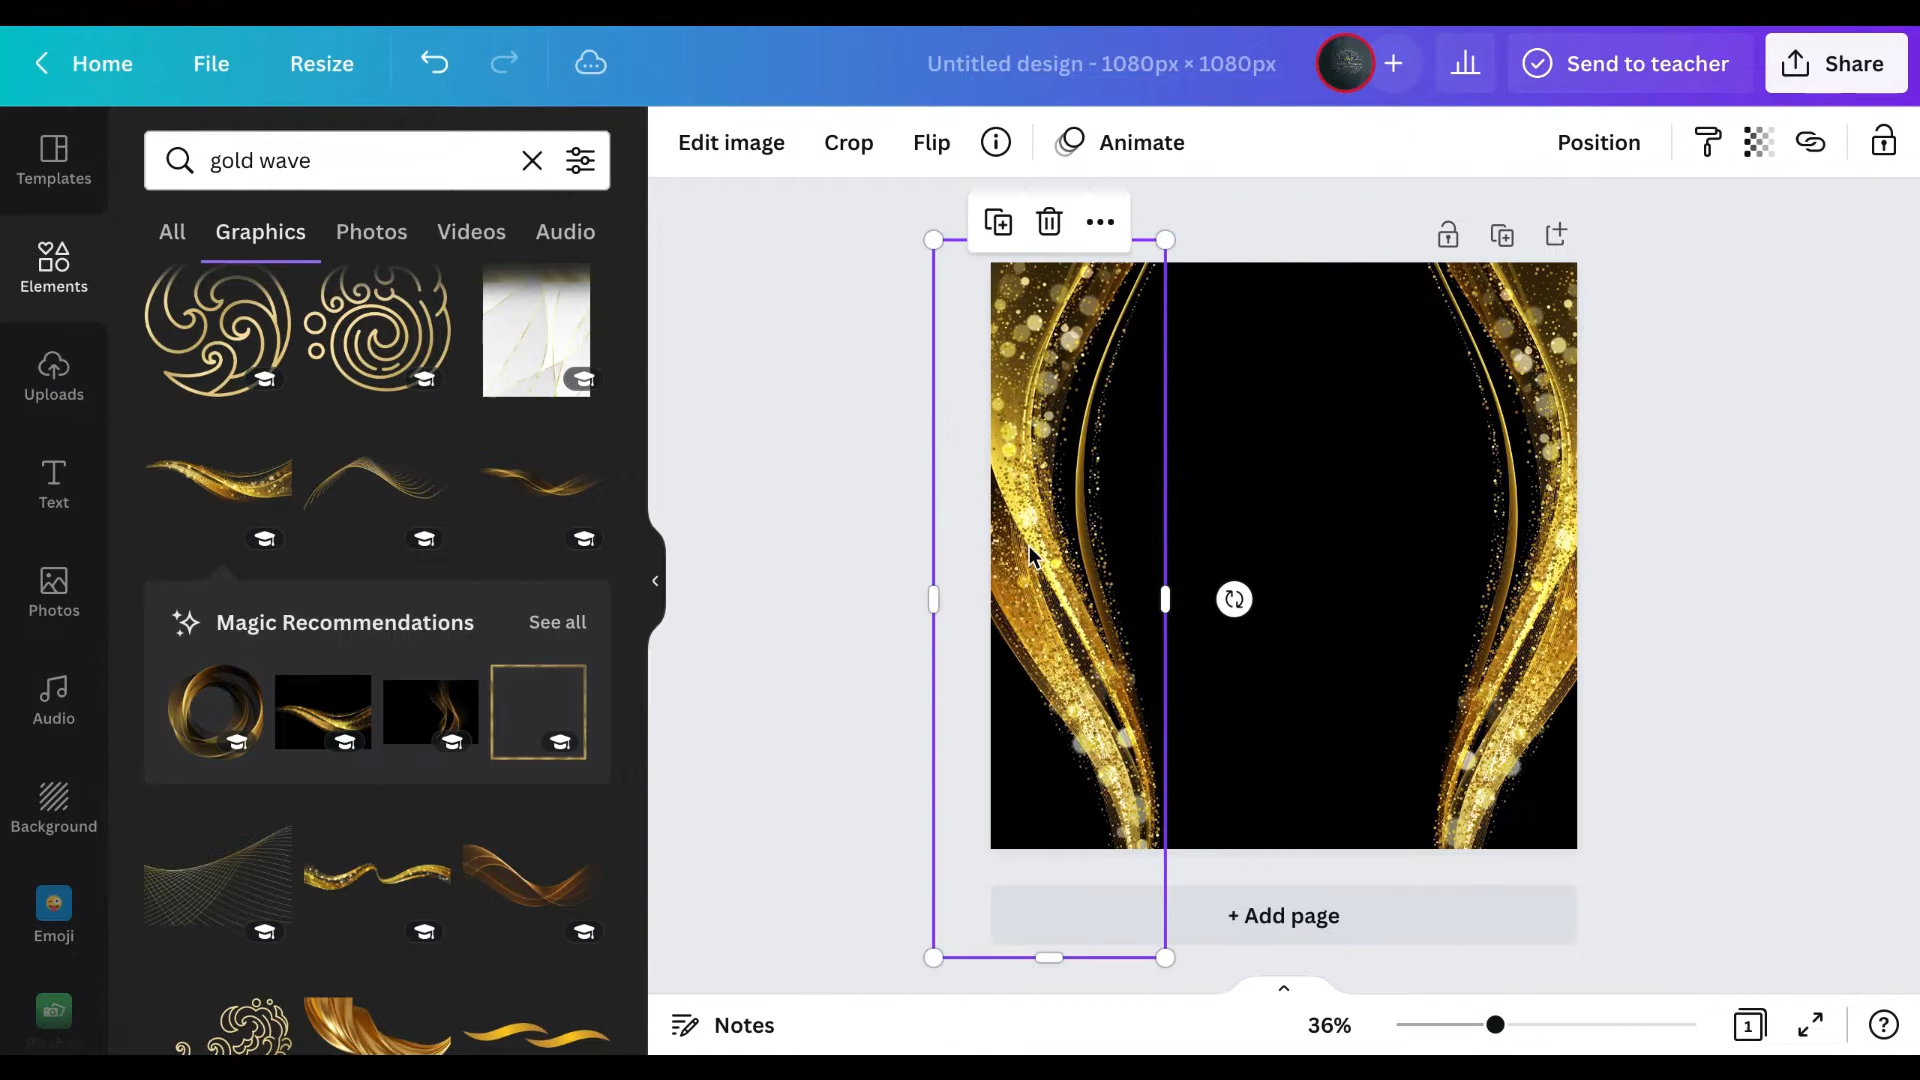 Home File Resize Untitled design - 1080px × 1080px + Send to teacher Share
Templates
Elements
Uploads
Text
Photos
Audio
Background
Emoji
gold wave
All Graphics Photos Videos Audio
Magic Recommendations See all
Edit image Crop Flip Animate Position
+ Add page
Notes 36% 1 ?